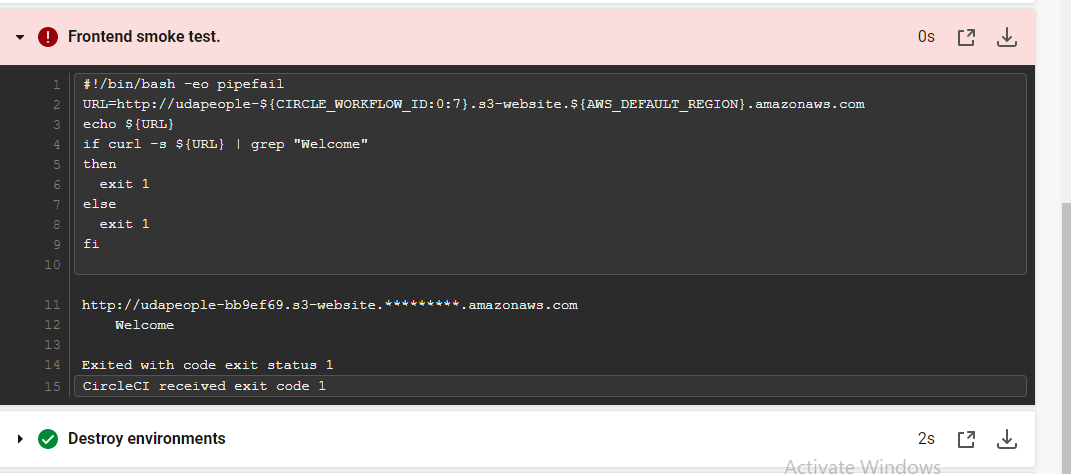 Frontend smoke test. 0s
1 #!/bin/bash -eo pipefail
2 URL=http://udapeople-${CIRCLE_WORKFLOW_ID:0:7}.s3-website.${AWS_DEFAULT_REGION}.amazonaws.com
3 echo ${URL}
4 if curl -s ${URL} | grep "Welcome"
5 then
6 exit 1
7 else
8 exit 1
9 fi
10
11 http://udapeople-bb9ef69.s3-website.*********.amazonaws.com
12 Welcome
13
14 Exited with code exit status 1
15 CircleCI received exit code 1
Destroy environments 2s
Activate Windows